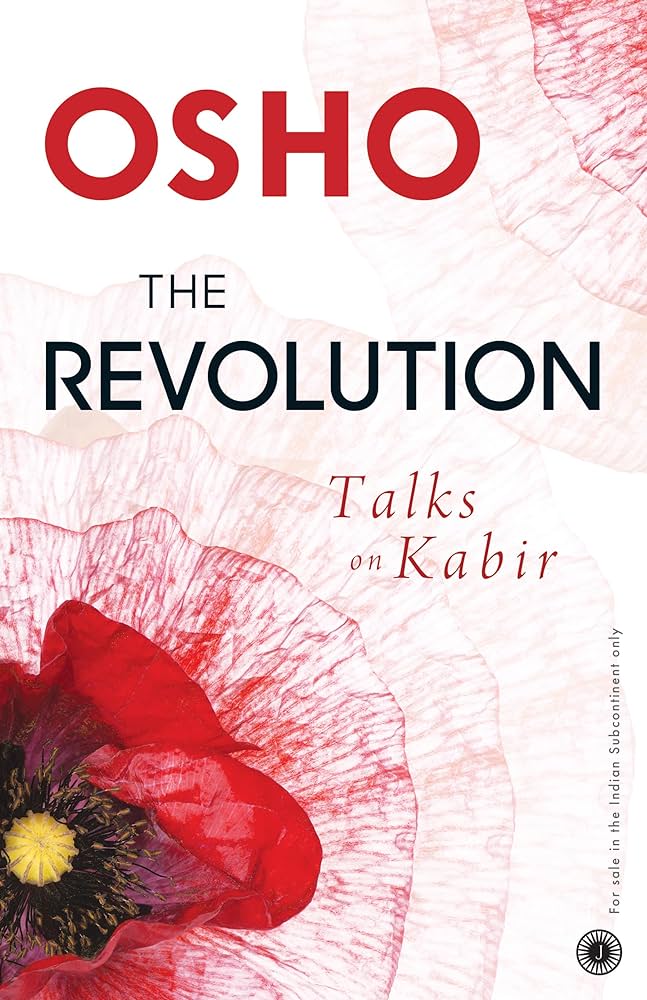 OSHO
THE
REVOLUTION
Talks
on Kabir
For sale in the Indian Subcontinent only
J